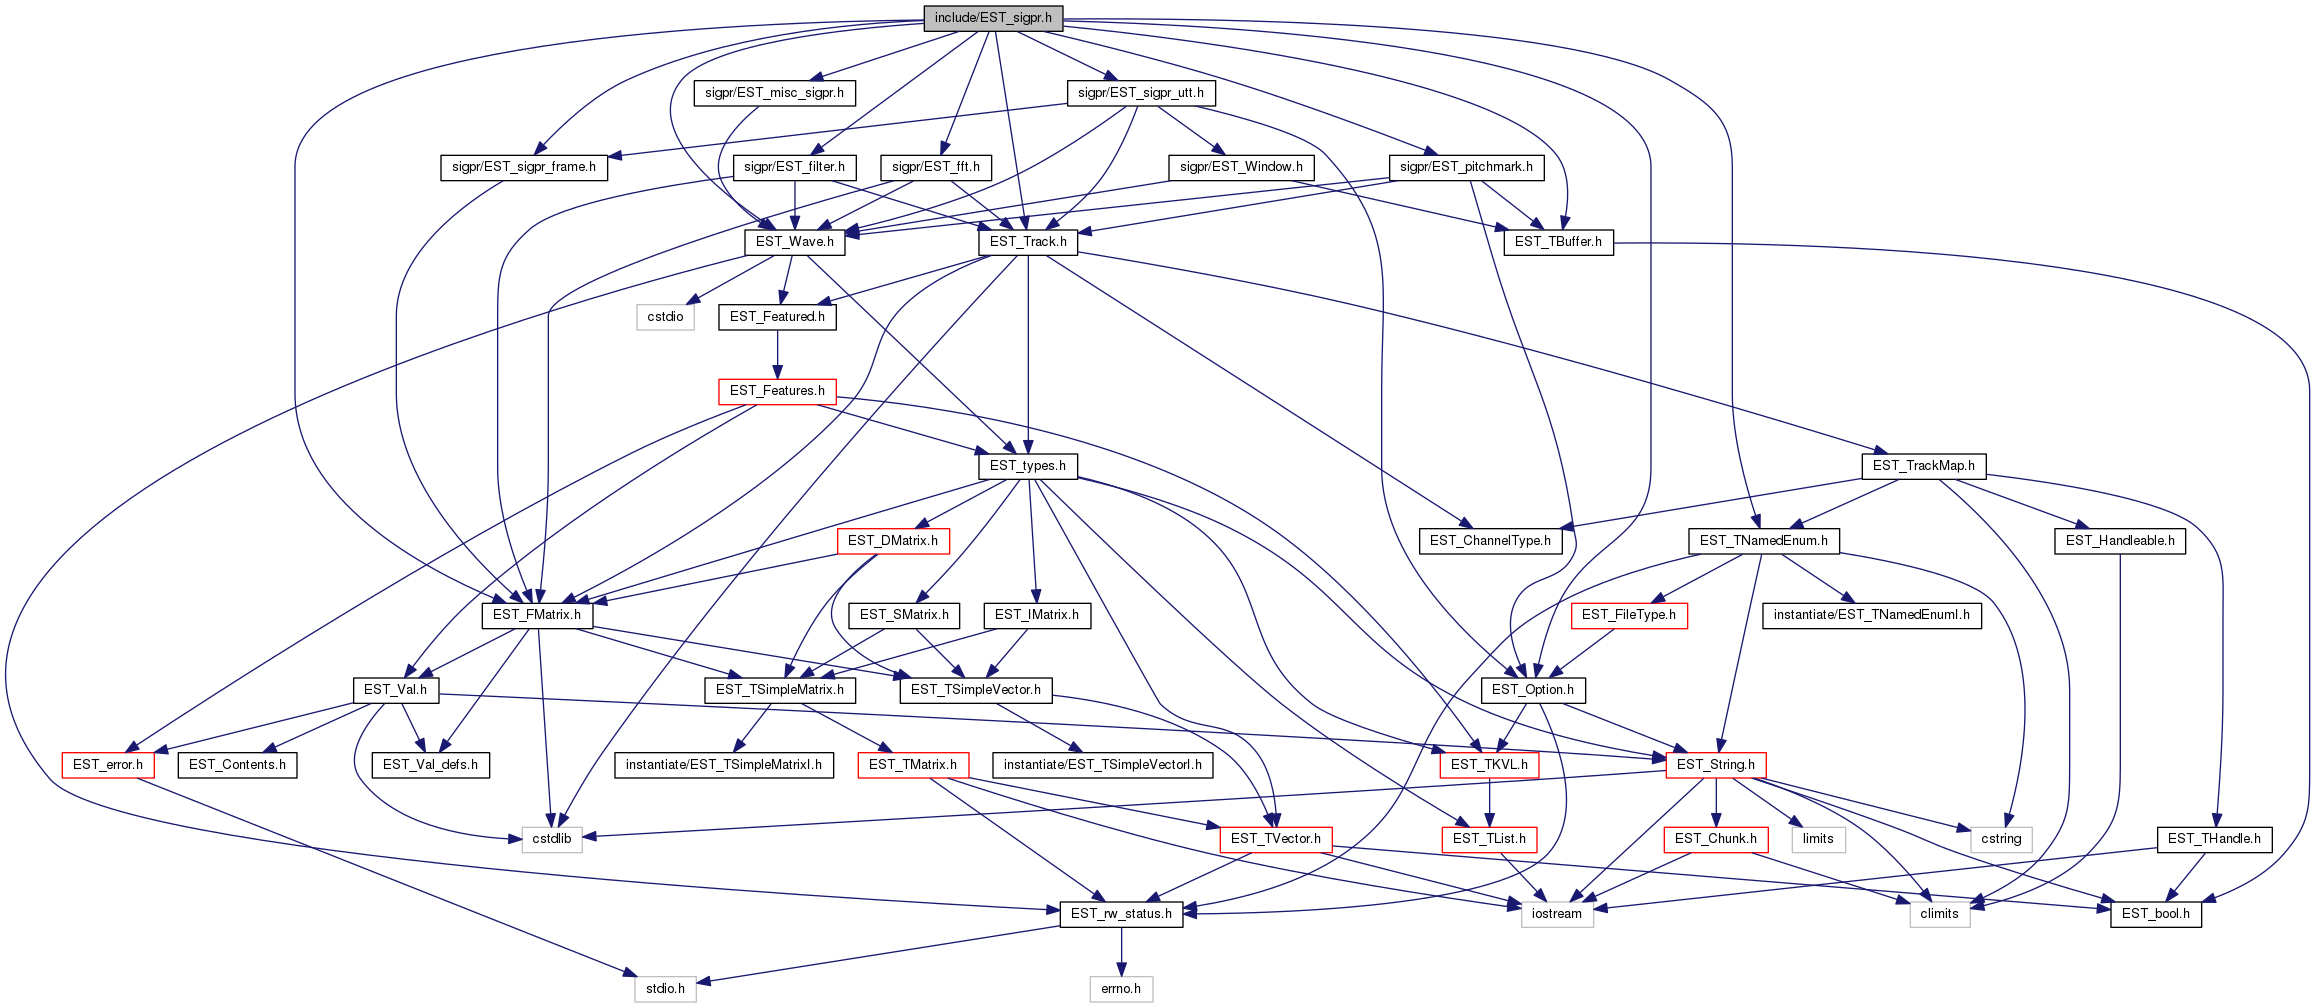 include/EST_sigpr.h
sigpr/EST_misc_sigpr.h
sigpr/EST_sigpr_utt.h
sigpr/EST_sigpr_frame.h
sigpr/EST_filter.h
sigpr/EST_fft.h
sigpr/EST_Window.h
sigpr/EST_pitchmark.h
EST_Wave.h
EST_Track.h
EST_TBuffer.h
cstdio
EST_Featured.h
EST_Features.h
EST_types.h
EST_TrackMap.h
EST_DMatrix.h
EST_ChannelType.h
EST_TNamedEnum.h
EST_Handleable.h
EST_FMatrix.h
EST_SMatrix.h
EST_IMatrix.h
EST_FileType.h
instantiate/EST_TNamedEnumI.h
EST_Val.h
EST_TSimpleMatrix.h
EST_TSimpleVector.h
EST_Option.h
EST_error.h
EST_Contents.h
EST_Val_defs.h
instantiate/EST_TSimpleMatrixI.h
EST_TMatrix.h
instantiate/EST_TSimpleVectorI.h
EST_TKVL.h
EST_String.h
cstdlib
EST_TVector.h
EST_TList.h
EST_Chunk.h
limits
cstring
EST_THandle.h
EST_rw_status.h
iostream
climits
EST_bool.h
stdio.h
errno.h